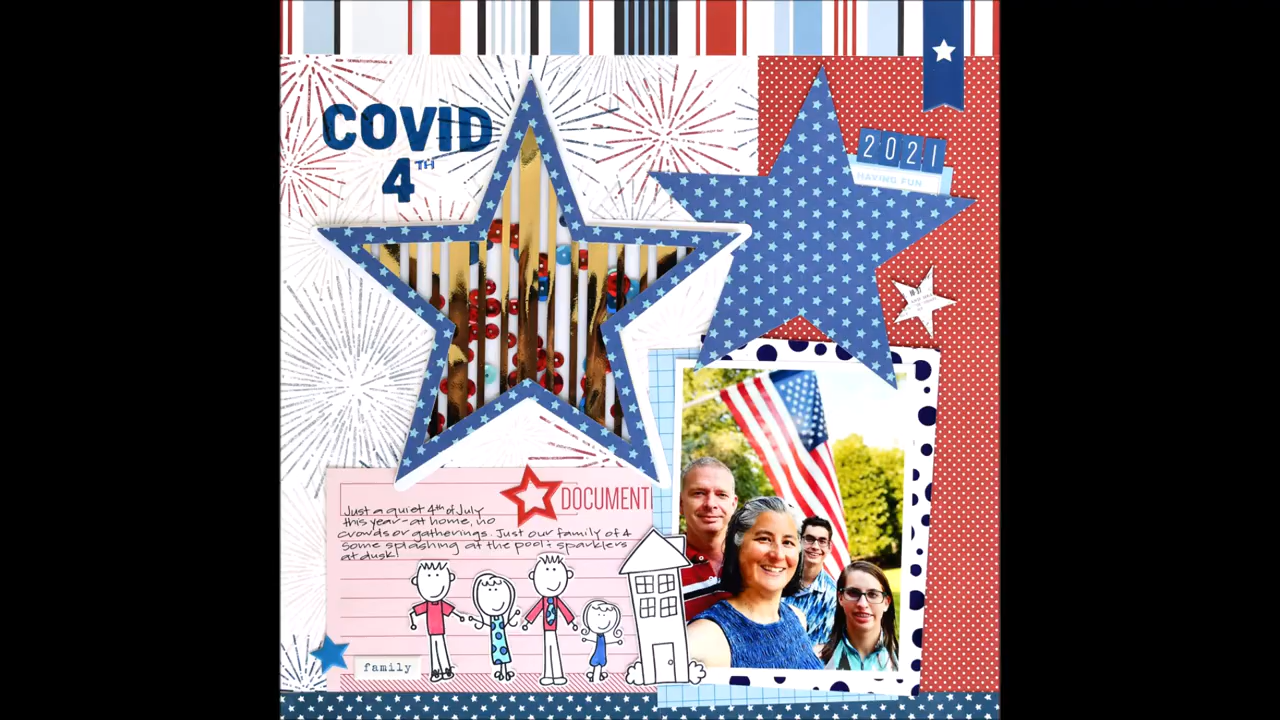 COVID
4TH
2021
HAVING FUN
DOCUMENT
Just a quiet 4th of July
this year - at home, no
crowds or gatherings. Just our family of 4
some splashing at the pool & sparklers
at dusk!
family